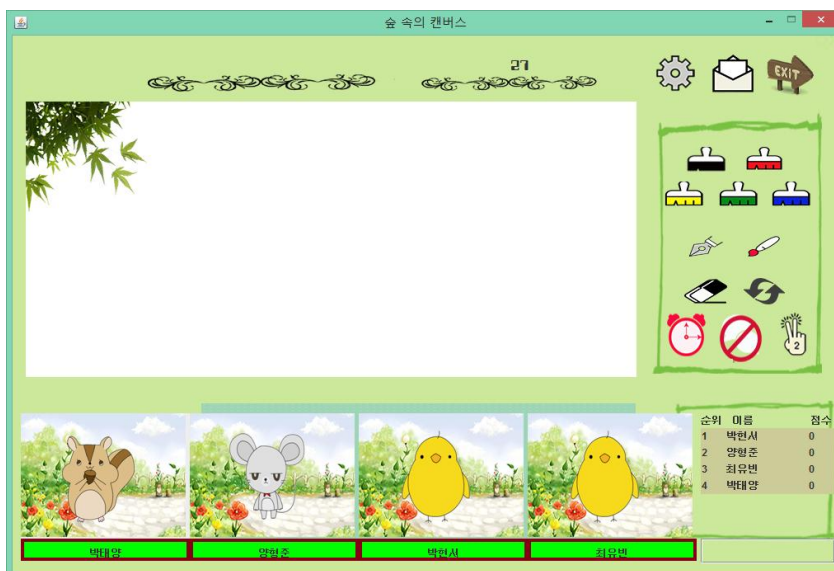 숲 속의 캔버스
27
EXIT
2
순위 이름 점수
1 박현서 0
2 양형준 0
3 최유빈 0
4 박태양 0
박태양 양형준 박현서 최유빈